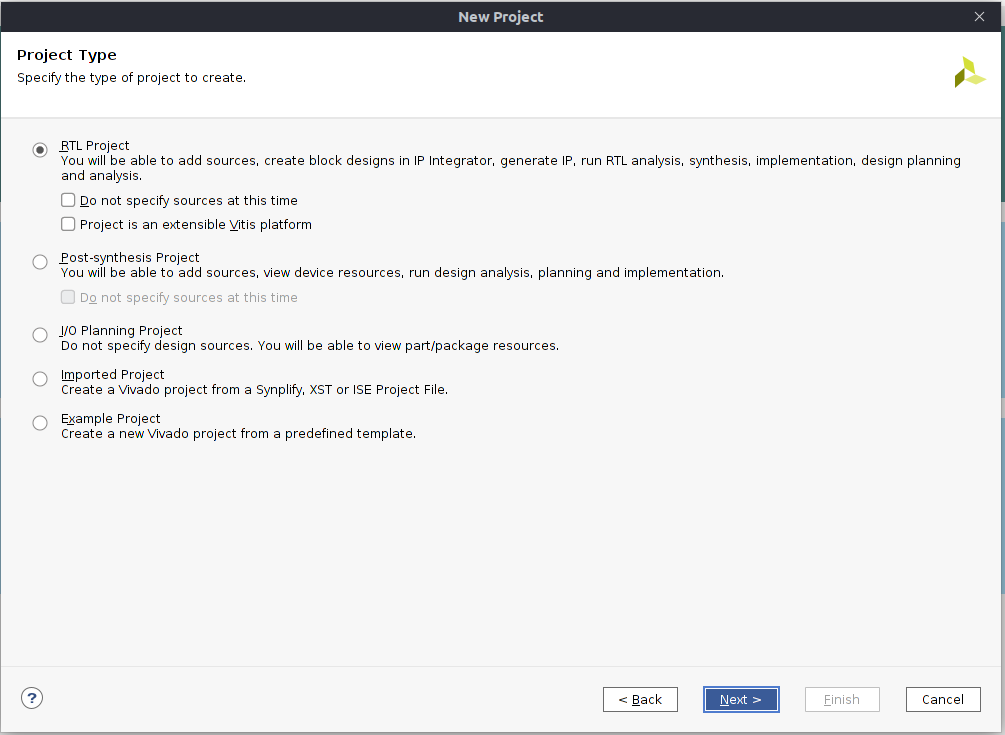 New Project
Project Type
Specify the type of project to create.
RTL Project
You will be able to add sources, create block designs in IP Integrator, generate IP, run RTL analysis, synthesis, implementation, design planning
and analysis.
Do not specify sources at this time
Project is an extensible Vitis platform
Post-synthesis Project
You will be able to add sources, view device resources, run design analysis, planning and implementation.
Do not specify sources at this time
I/O Planning Project
Do not specify design sources. You will be able to view part/package resources.
Imported Project
Create a Vivado project from a Synplify, XST or ISE Project File.
Example Project
Create a new Vivado project from a predefined template.
?
< Back
Next >
Finish
Cancel